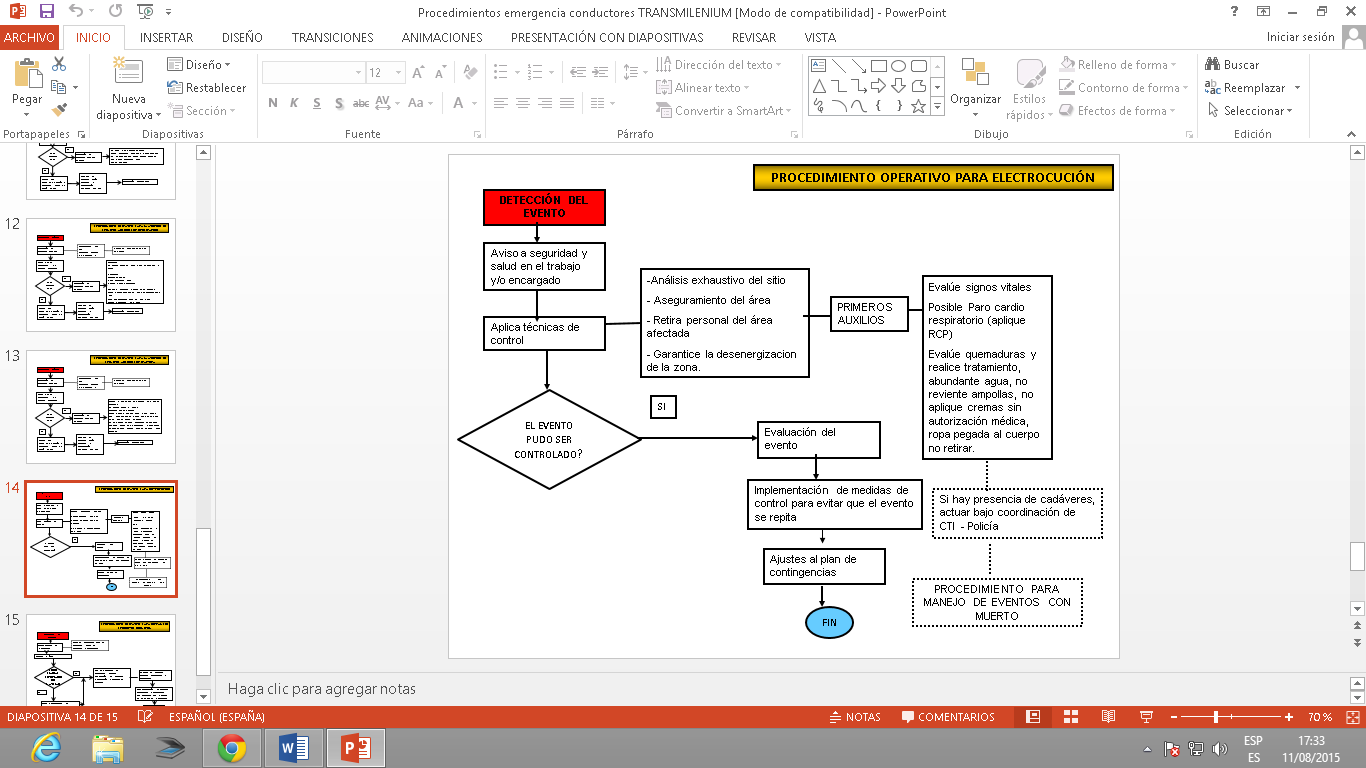 Procedimientos emergencia conductores TRANSMILENIUM [Modo de compatibilidad] - PowerPoint
ARCHIVO INICIO INSERTAR DISEÑO TRANSICIONES ANIMACIONES PRESENTACIÓN CON DIAPOSITIVAS REVISAR VISTA Iniciar sesión
Pegar
Nueva
diapositiva
Diseño
Restablecer
Sección
12
N K S S abc AV Aa A
Dirección del texto
Alinear texto
Convertir a SmartArt
Organizar
Estilos
rápidos
Relleno de forma
Contorno de forma
Efectos de forma
Buscar
Reemplazar
Seleccionar
Portapapeles Diapositivas Fuente Párrafo Dibujo Edición
12
13
14
15
PROCEDIMIENTO OPERATIVO PARA ELECTROCUCIÓN
DETECCIÓN DEL
EVENTO
Aviso a seguridad y
salud en el trabajo
y/o encargado
Aplica técnicas de
control
-Análisis exhaustivo del sitio
- Aseguramiento del área
- Retira personal del área
afectada
- Garantice la desenergizacion
de la zona.
PRIMEROS
AUXILIOS
Evalúe signos vitales
Posible Paro cardio
respiratorio (aplique
RCP)
Evalúe quemaduras y
realice tratamiento,
abundante agua, no
reviente ampollas, no
aplique cremas sin
autorización médica,
ropa pegada al cuerpo
no retirar.
EL EVENTO
PUDO SER
CONTROLADO?
SI
Evaluación del
evento
Implementación de medidas de
control para evitar que el evento
se repita
Ajustes al plan de
contingencias
FIN
Si hay presencia de cadáveres,
actuar bajo coordinación de
CTI - Policía
PROCEDIMIENTO PARA
MANEJO DE EVENTOS CON
MUERTO
Haga clic para agregar notas
DIAPOSITIVA 14 DE 15 ESPAÑOL (ESPAÑA) NOTAS COMENTARIOS 70 %
ESP
ES
17:33
11/08/2015